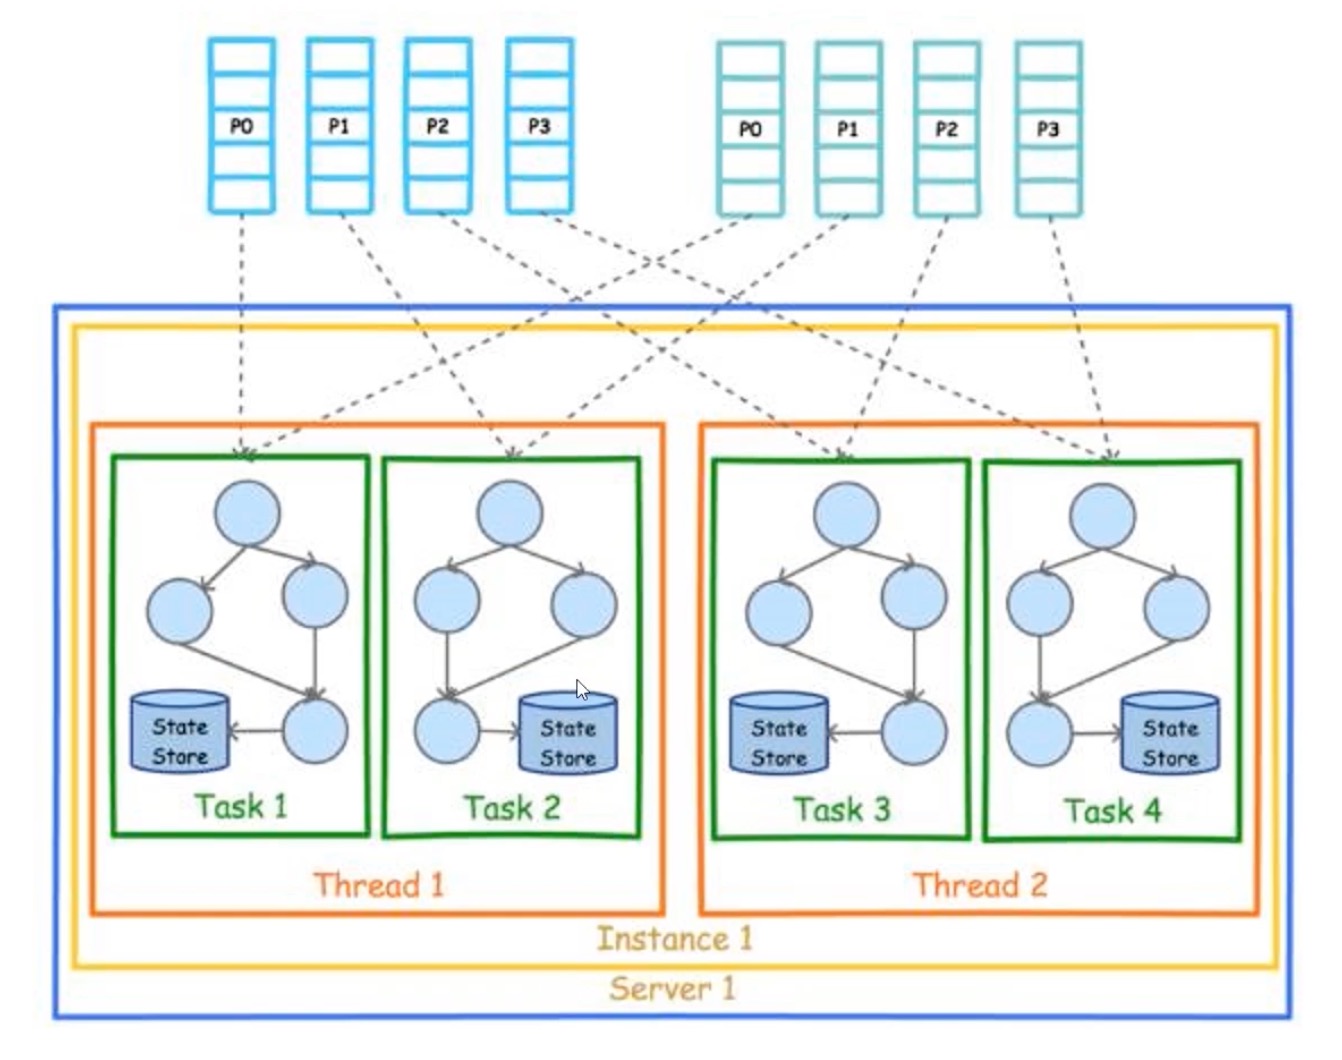 P0
P1
P2
P3
P0
P1
P2
P3
State
Store
Task 1
State
Store
Task 2
State
Store
Task 3
State
Store
Task 4
Thread 1
Thread 2
Instance 1
Server 1